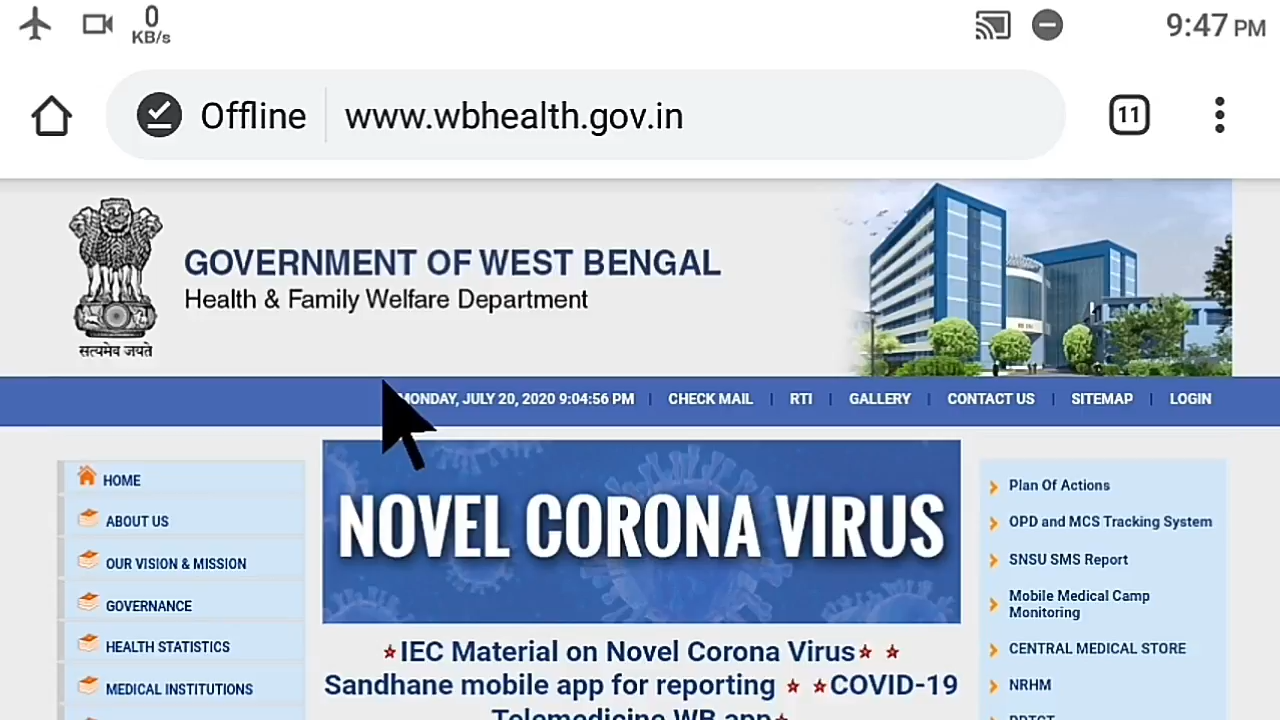 0
KB/s
9:47 PM
Offline
www.wbhealth.gov.in
11
GOVERNMENT OF WEST BENGAL
Health & Family Welfare Department
सत्यमेव जयते
MONDAY, JULY 20, 2020 9:04:56 PM | CHECK MAIL | RTI | GALLERY | CONTACT US | SITEMAP | LOGIN
HOME
ABOUT US
OUR VISION & MISSION
GOVERNANCE
HEALTH STATISTICS
MEDICAL INSTITUTIONS
NOVEL CORONA VIRUS
IEC Material on Novel Corona Virus
Sandhane mobile app for reporting COVID-19
Telemedicine WB app
Plan Of Actions
OPD and MCS Tracking System
SNSU SMS Report
Mobile Medical Camp
Monitoring
CENTRAL MEDICAL STORE
NRHM